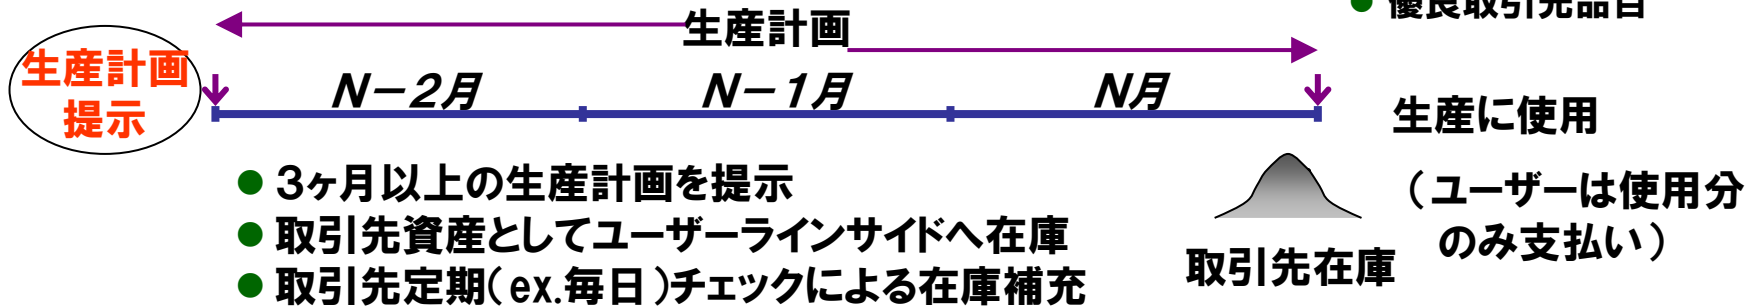 優良取引先品目
生産計画
生産計画
提示
N－2月 N－1月 N月
生産に使用
（ユーザーは使用分
のみ支払い）
● 3ヶ月以上の生産計画を提示
● 取引先資産としてユーザーラインサイドへ在庫
● 取引先定期（ex.毎日）チェックによる在庫補充
取引先在庫